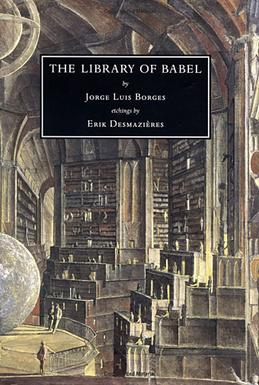 THE LIBRARY OF BABEL
by
JORGE LUIS BORGES
etchings by
ERIK DESMAZIÈRES